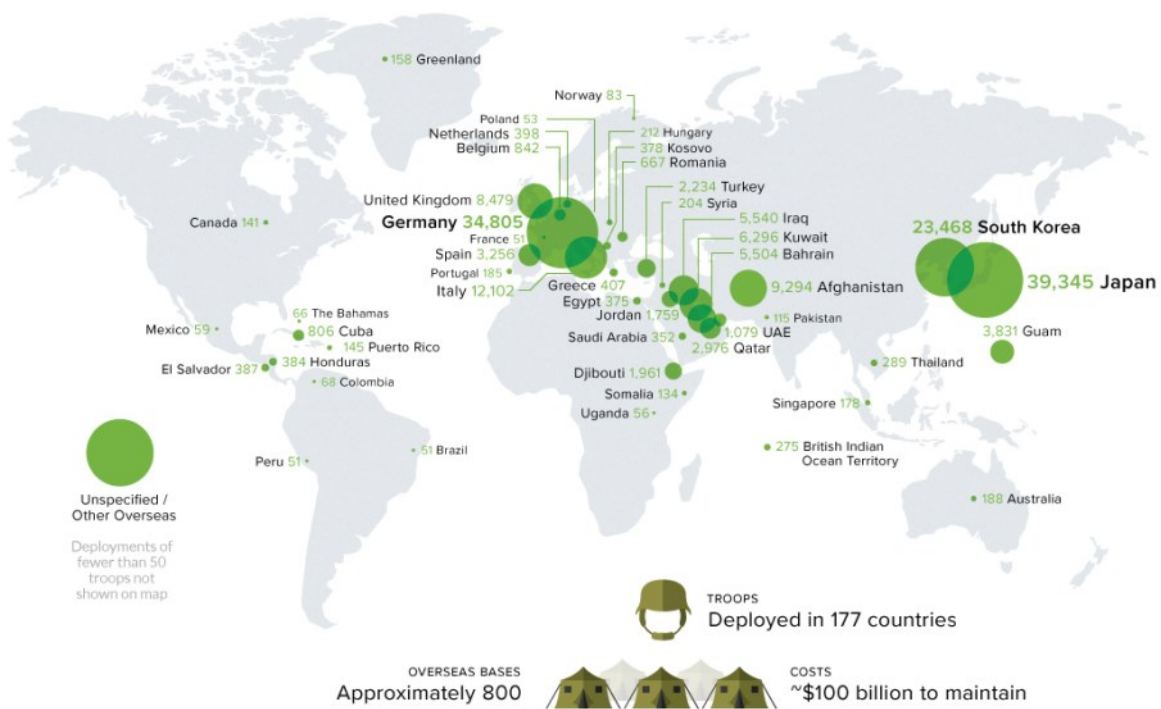 158 Greenland
Norway 83
Poland 53
Netherlands 398
Belgium 842
212 Hungary
378 Kosovo
667 Romania
United Kingdom 8,479
2,234 Turkey
204 Syria
Canada 141
Germany 34,805
5,540 Iraq
6,296 Kuwait
5,504 Bahrain
23,468 South Korea
France 51
Spain 3,256
Portugal 185
Italy 12,102
Greece 407
Egypt 375
Jordan 1,759
9,294 Afghanistan
39,345 Japan
66 The Bahamas
Mexico 59
806 Cuba
145 Puerto Rico
115 Pakistan
1,079 UAE
Saudi Arabia 352
2,976 Qatar
3,831 Guam
384 Honduras
El Salvador 387
68 Colombia
Djibouti 1,961
289 Thailand
Somalia 134
Singapore 178
Uganda 56
Peru 51
51 Brazil
275 British Indian
Ocean Territory
188 Australia
Unspecified /
Other Overseas
Deployments of
fewer than 50
troops not
shown on map
TROOPS
Deployed in 177 countries
OVERSEAS BASES
Approximately 800
COSTS
~$100 billion to maintain